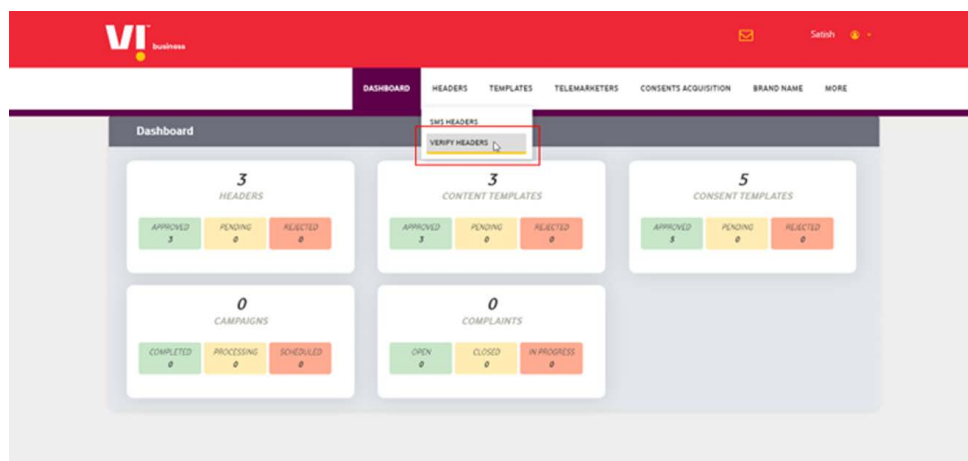 VI business
Satish
DASHBOARD HEADERS TEMPLATES TELEMARKETERS CONSENTS ACQUISITION BRAND NAME MORE
SMS HEADERS
VERIFY HEADERS
Dashboard
3
HEADERS
APPROVED PENDING REJECTED
3 0 0
3
CONTENT TEMPLATES
APPROVED PENDING REJECTED
3 0 0
5
CONSENT TEMPLATES
APPROVED PENDING REJECTED
5 0 0
0
CAMPAIGNS
COMPLETED PROCESSING SCHEDULED
0 0 0
0
COMPLAINTS
OPEN CLOSED IN PROGRESS
0 0 0